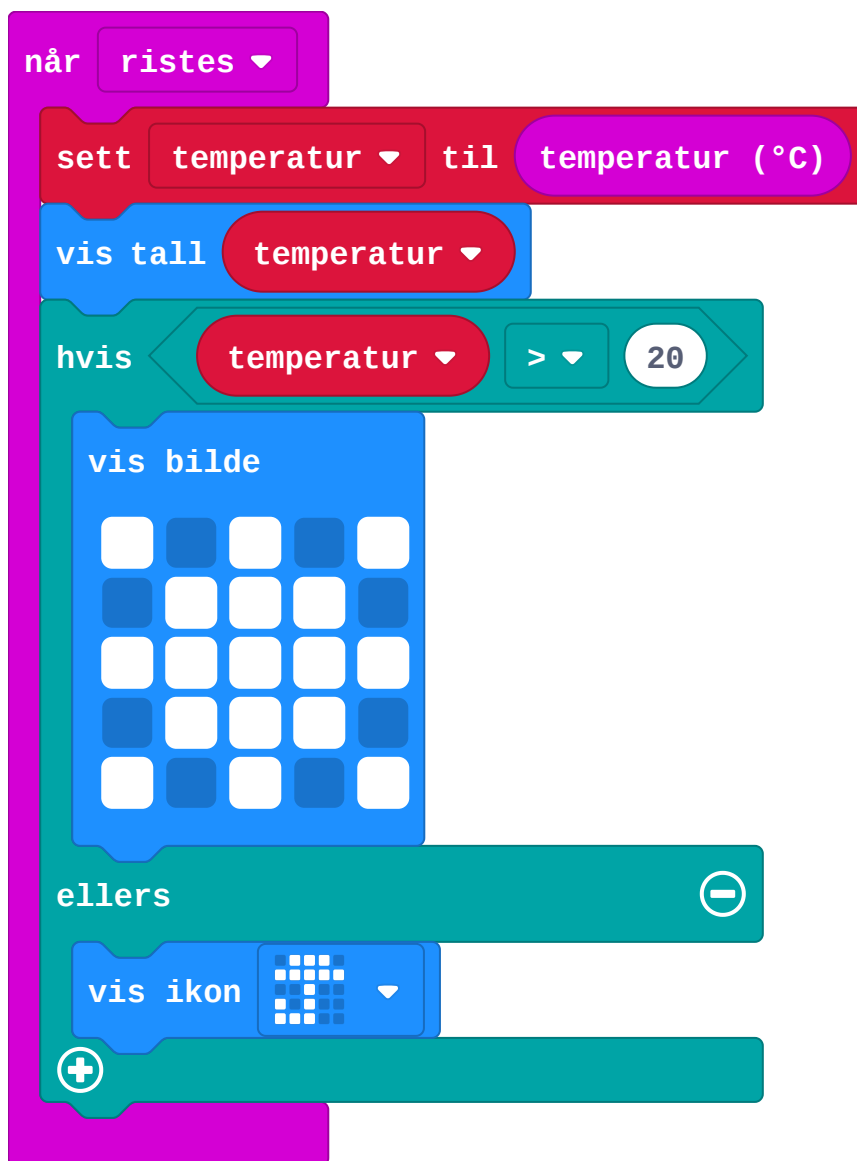 når ristes
sett temperatur til temperatur (°C)
vis tall temperatur
hvis temperatur > 20
vis bilde
ellers
vis ikon